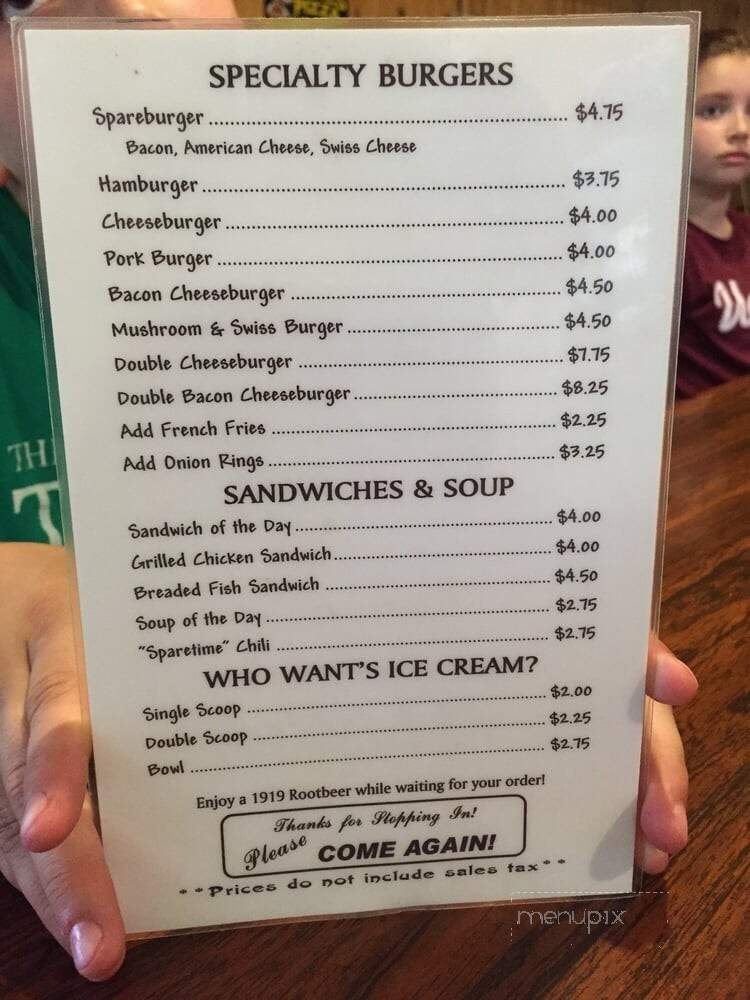 SPECIALTY BURGERS
Spareburger ........ $4.75
Bacon, American Cheese, Swiss Cheese
Hamburger ........ $3.75
Cheeseburger ........ $4.00
Pork Burger ........ $4.00
Bacon Cheeseburger ........ $4.50
Mushroom & Swiss Burger ........ $4.50
Double Cheeseburger ........ $7.75
Double Bacon Cheeseburger ........ $8.25
Add French Fries ........ $2.25
Add Onion Rings ........ $3.25
SANDWICHES & SOUP
Sandwich of the Day ........ $4.00
Grilled Chicken Sandwich ........ $4.00
Breaded Fish Sandwich ........ $4.50
Soup of the Day ........ $2.75
"Sparetime" Chili ........ $2.75
WHO WANT'S ICE CREAM?
Single Scoop ........ $2.00
Double Scoop ........ $2.25
Bowl ........ $2.75
Enjoy a 1919 Rootbeer while waiting for your order!
Thanks for Stopping In!
Please COME AGAIN!
**Prices do not include sales tax**
menupix